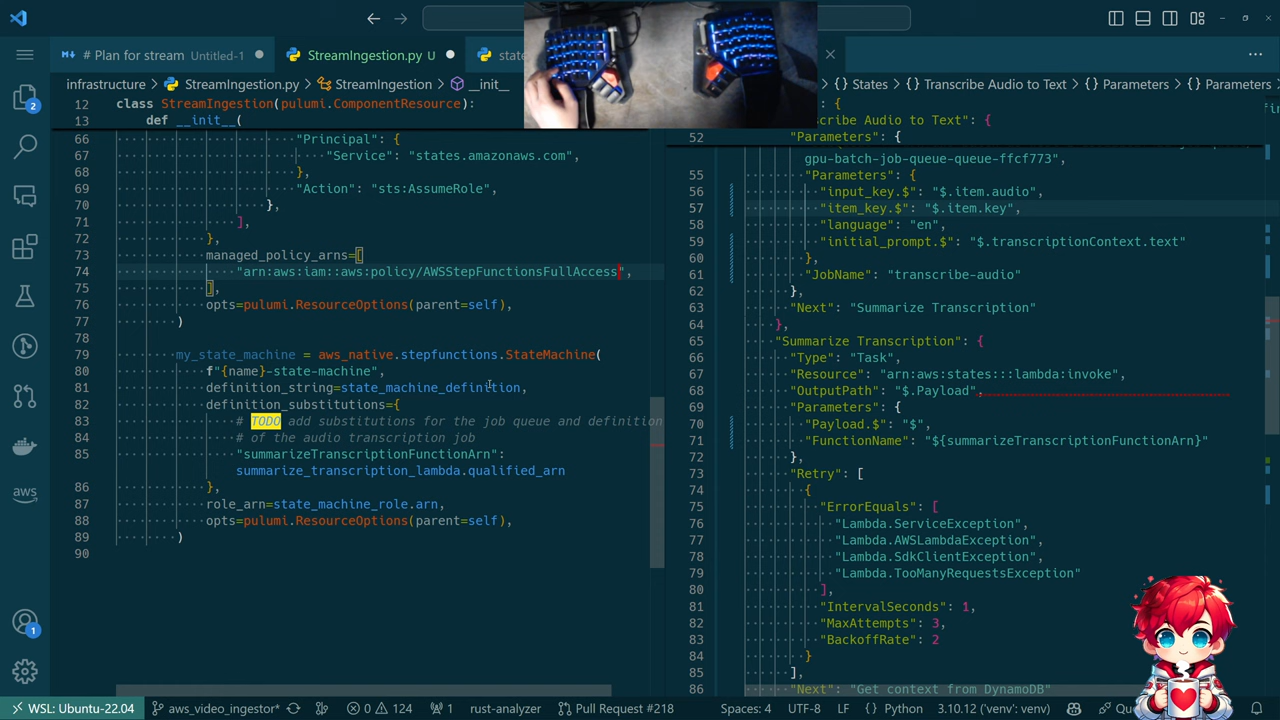 # Plan for stream Untitled-1
StreamIngestion.py U
infrastructure > StreamIngestion.py > StreamIngestion > __init__
12 class StreamIngestion(pulumi.ComponentResource):
13 def __init__(
66 "Principal": {
67 "Service": "states.amazonaws.com",
68 },
69 "Action": "sts:AssumeRole",
70 },
71 ],
72 },
73 managed_policy_arns=[
74 "arn:aws:iam::aws:policy/AWSStepFunctionsFullAccess",
75 ],
76 opts=pulumi.ResourceOptions(parent=self),
77 )
79 my_state_machine = aws_native.stepfunctions.StateMachine(
80 f"{name}-state-machine",
81 definition_string=state_machine_definition,
82 definition_substitutions={
83 # TODO add substitutions for the job queue and definition
84 # of the audio transcription job
85 "summarizeTranscriptionFunctionArn":
summarize_transcription_lambda.qualified_arn
86 },
87 role_arn=state_machine_role.arn,
88 opts=pulumi.ResourceOptions(parent=self),
89 )
90
{} States > {} Transcribe Audio to Text > {} Parameters > {} Parameters
52 "Parameters": {
gpu-batch-job-queue-queue-ffcf773",
55 "Parameters": {
56 "input_key.$": "$.item.audio",
57 "item_key.$": "$.item.key",
58 "language": "en",
59 "initial_prompt.$": "$.transcriptionContext.text"
60 },
61 "JobName": "transcribe-audio"
62 },
63 "Next": "Summarize Transcription"
64 },
65 "Summarize Transcription": {
66 "Type": "Task",
67 "Resource": "arn:aws:states:::lambda:invoke",
68 "OutputPath": "$.Payload",
69 "Parameters": {
70 "Payload.$": "$",
71 "FunctionName": "${summarizeTranscriptionFunctionArn}"
72 },
73 "Retry": [
74 {
75 "ErrorEquals": [
76 "Lambda.ServiceException",
77 "Lambda.AWSLambdaException",
78 "Lambda.SdkClientException",
79 "Lambda.TooManyRequestsException"
80 ],
81 "IntervalSeconds": 1,
82 "MaxAttempts": 3,
83 "BackoffRate": 2
84 }
85 ],
86 "Next": "Get context from DynamoDB"
2
aws
1
WSL: Ubuntu-22.04 aws_video_ingestor* 0 124 1 rust-analyzer Pull Request #218 Spaces: 4 UTF-8 LF Python 3.10.12 ('venv': venv)